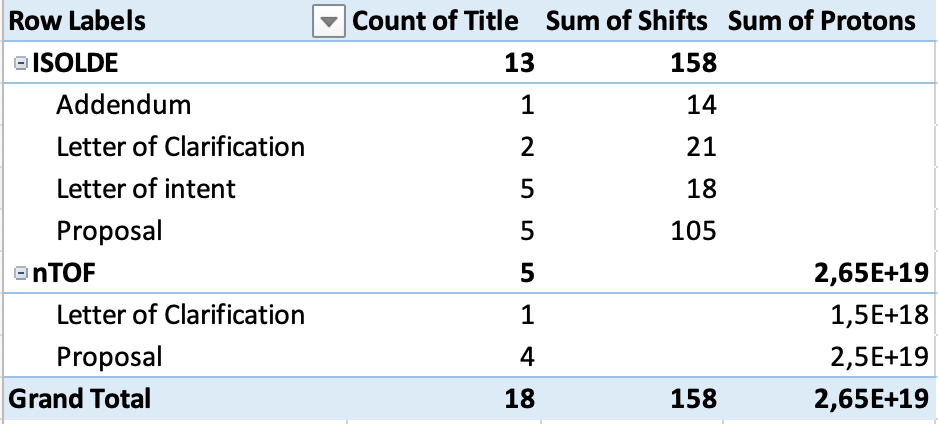 Row Labels Count of Title Sum of Shifts Sum of Protons
ISOLDE 13 158
Addendum 1 14
Letter of Clarification 2 21
Letter of intent 5 18
Proposal 5 105
nTOF 5 2,65E+19
Letter of Clarification 1 1,5E+18
Proposal 4 2,5E+19
Grand Total 18 158 2,65E+19